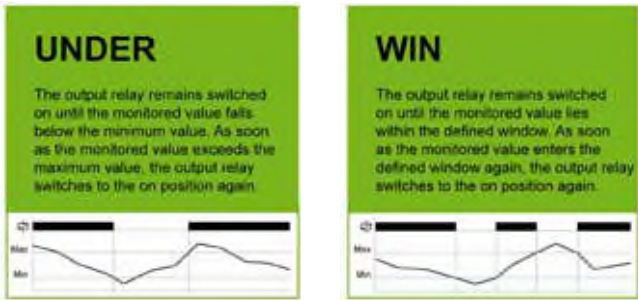 UNDER
The output relay remains switched
on until the monitored value falls
below the minimum value. As soon
as the monitored value exceeds the
maximum value, the output relay
switches to the on position again.
Max
Min
WIN
The output relay remains switched
on until the monitored value lies
within the defined window. As soon
as the monitored value enters the
defined window again, the output relay
switches to the on position again.
Max
Min